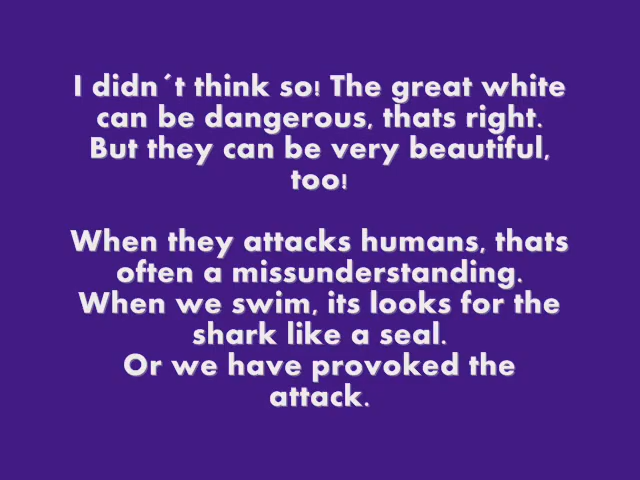 I didn´t think so! The great white
can be dangerous, thats right.
But they can be very beautiful,
too!
When they attacks humans, thats
often a missunderstanding.
When we swim, its looks for the
shark like a seal.
Or we have provoked the
attack.